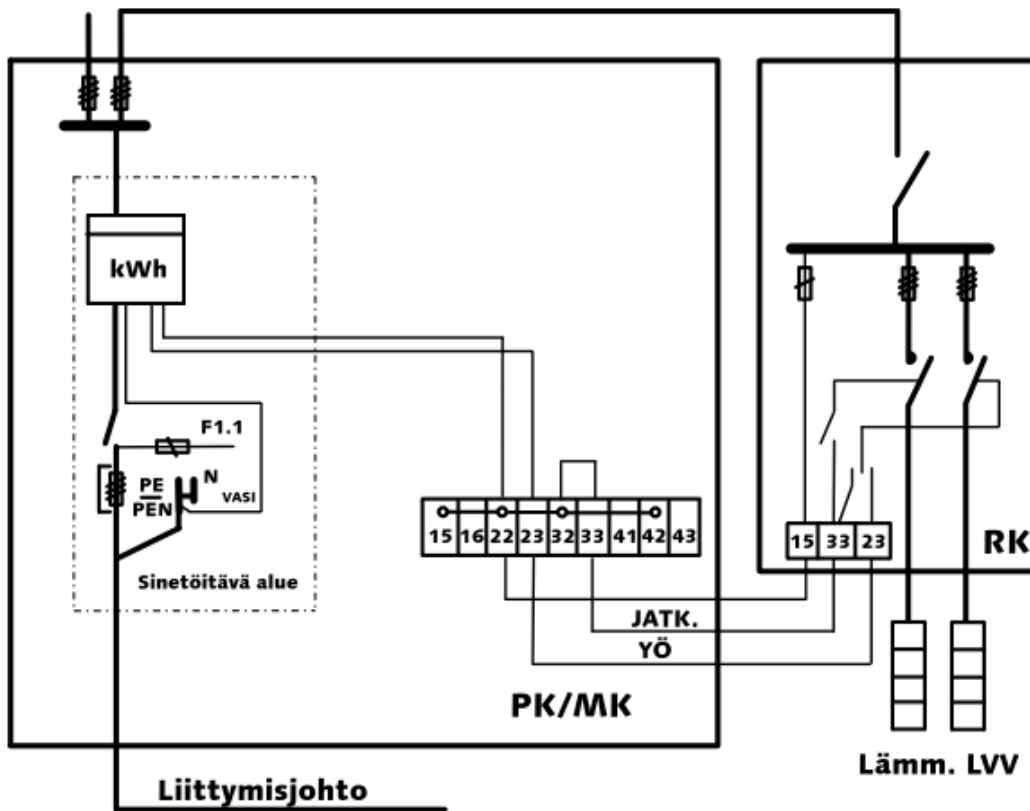 kWh
F1.1
PE
PEN
N
VASI
Sinetöitävä alue
15 16 22 23 32 33 41 42 43
15 33 23
RK
JATK.
YÖ
PK/MK
Lämm. LVV
Liittymisjohto